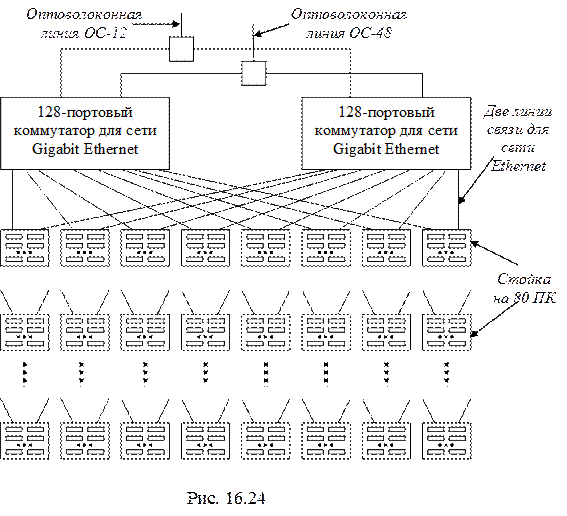 Оптоволоконная
линия OC-12
Оптоволоконная
линия OC-48
128-портовый
коммутатор для сети
Gigabit Ethernet
128-портовый
коммутатор для сети
Gigabit Ethernet
Две линии
связи для
сети
Ethernet
Стойка
на 80 ПК
Рис. 16.24